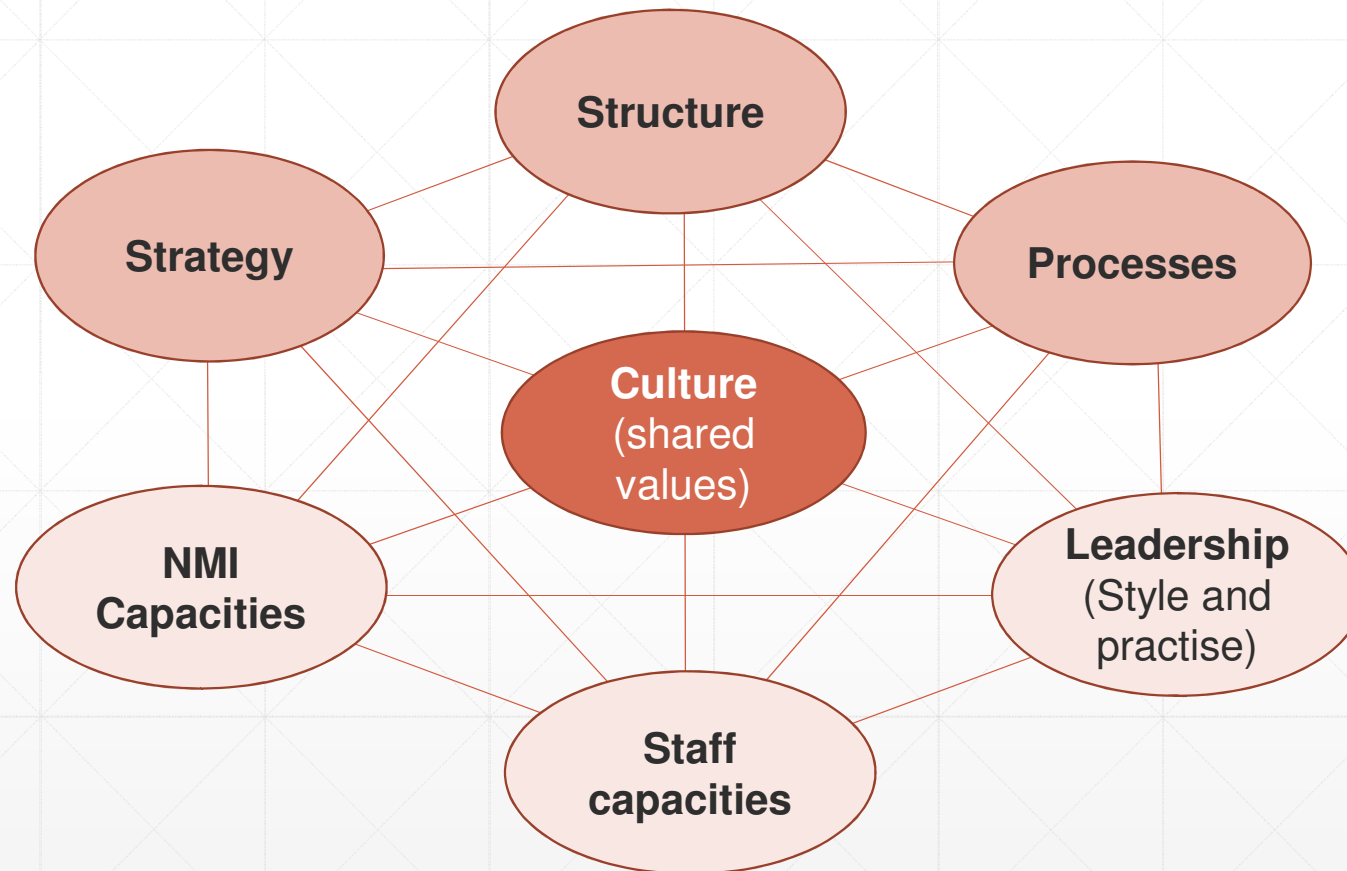 Structure
Strategy
Processes
Culture
(shared
values)
NMI
Capacities
Leadership
(Style and
practise)
Staff
capacities